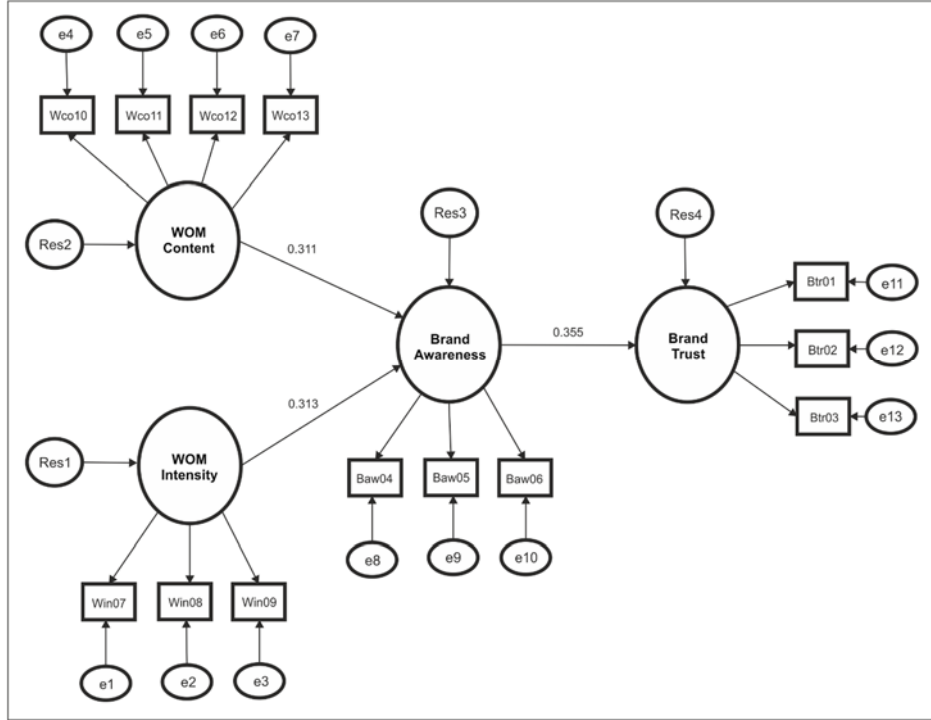 e4
e5
e6
e7
Wco10
Wco11
Wco12
Wco13
Res2
WOM
Content
0.311
Res3
Res4
Brand
Awareness
0.355
Brand
Trust
Btr01
e11
Btr02
e12
Btr03
e13
0.313
Res1
WOM
Intensity
Baw04
Baw05
Baw06
e8
e9
e10
Win07
Win08
Win09
e1
e2
e3